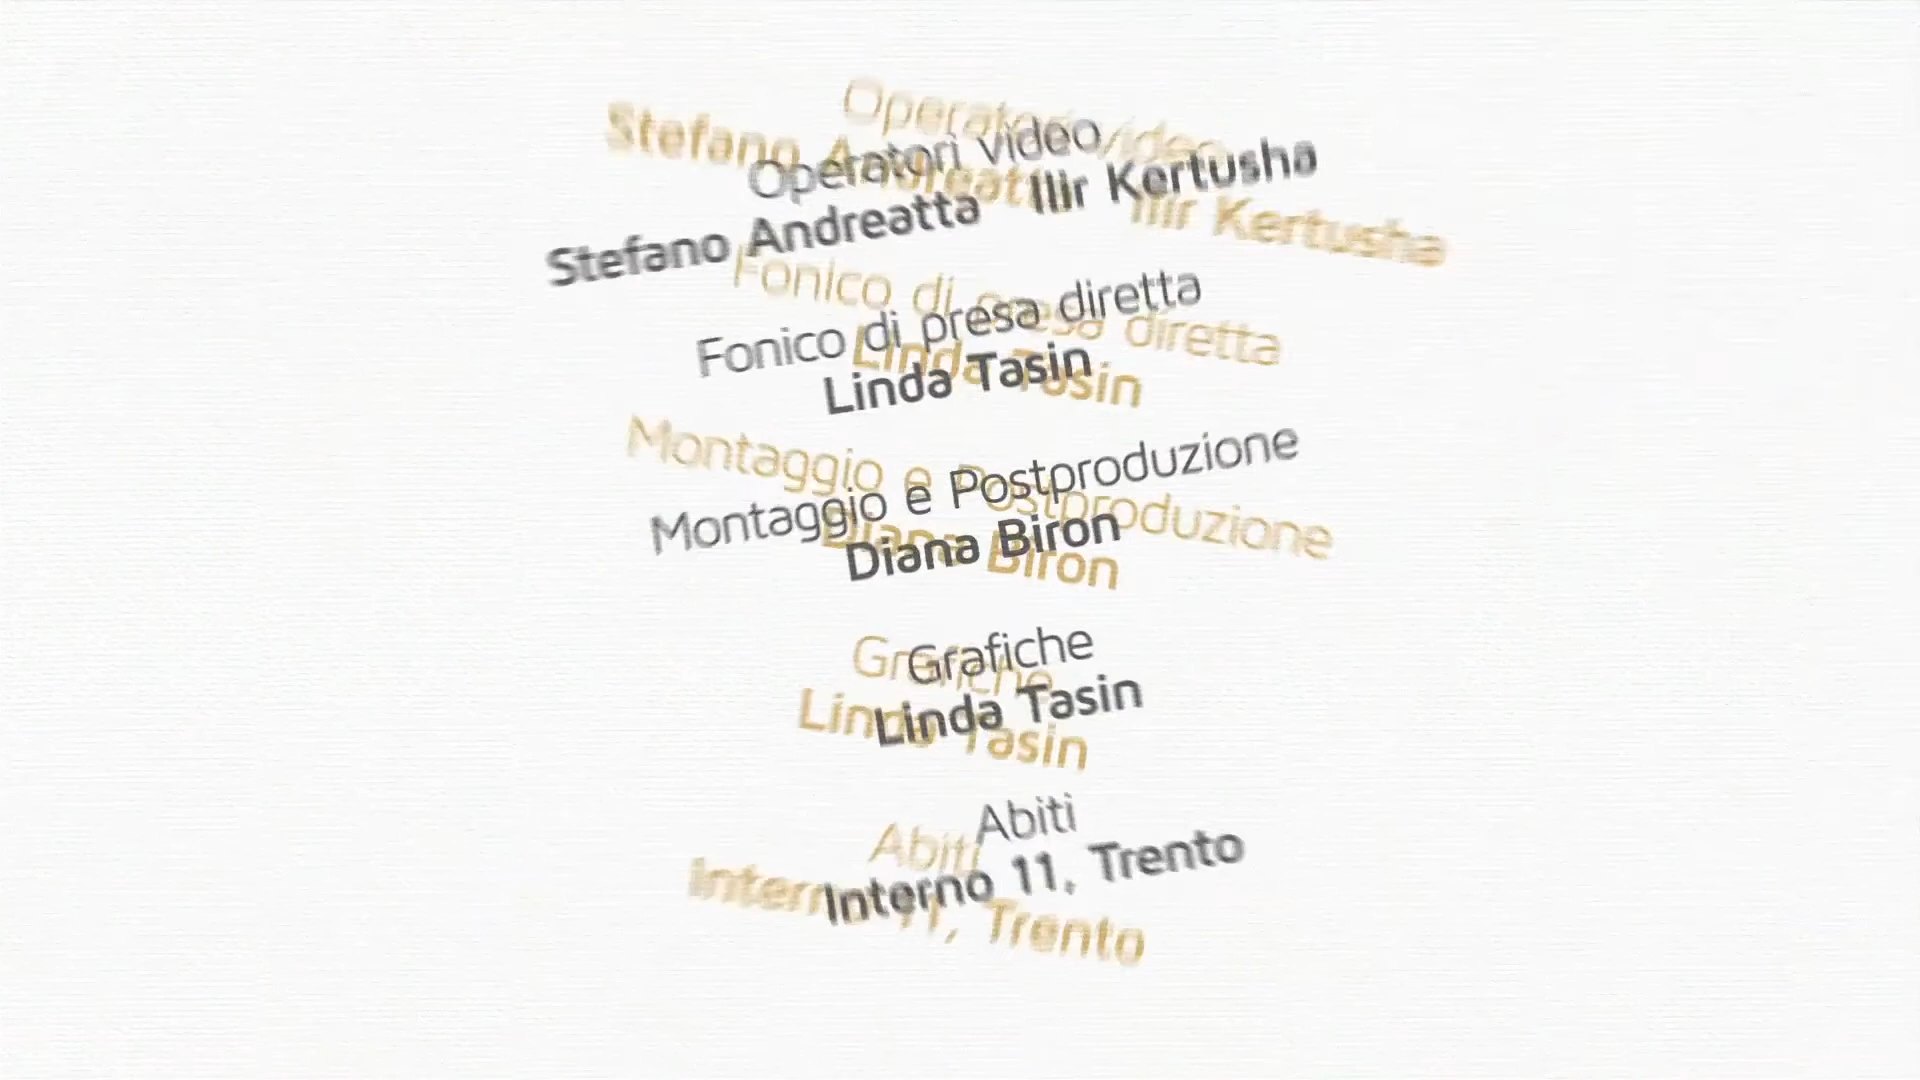 Operatori video
Stefano Andreatta Ilir Kertusha
Fonico di presa diretta
Linda Tasin
Montaggio e Postproduzione
Diana Biron
Grafiche
Linda Tasin
Abiti
Interno 11, Trento